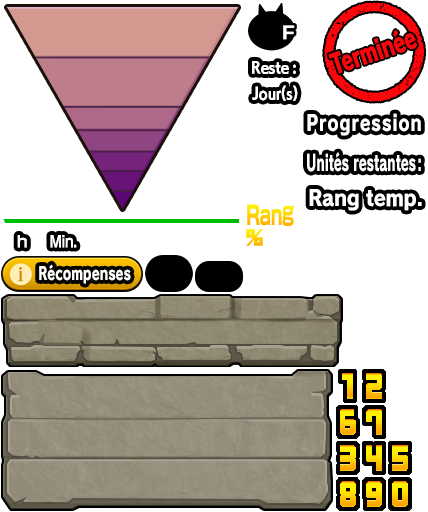 F
Terminée
Reste :
Jour(s)
Progression
Unités restantes :
Rang temp.
Rang
%
h Min.
i Récompenses
1 2
6 7
3 4 5
8 9 0